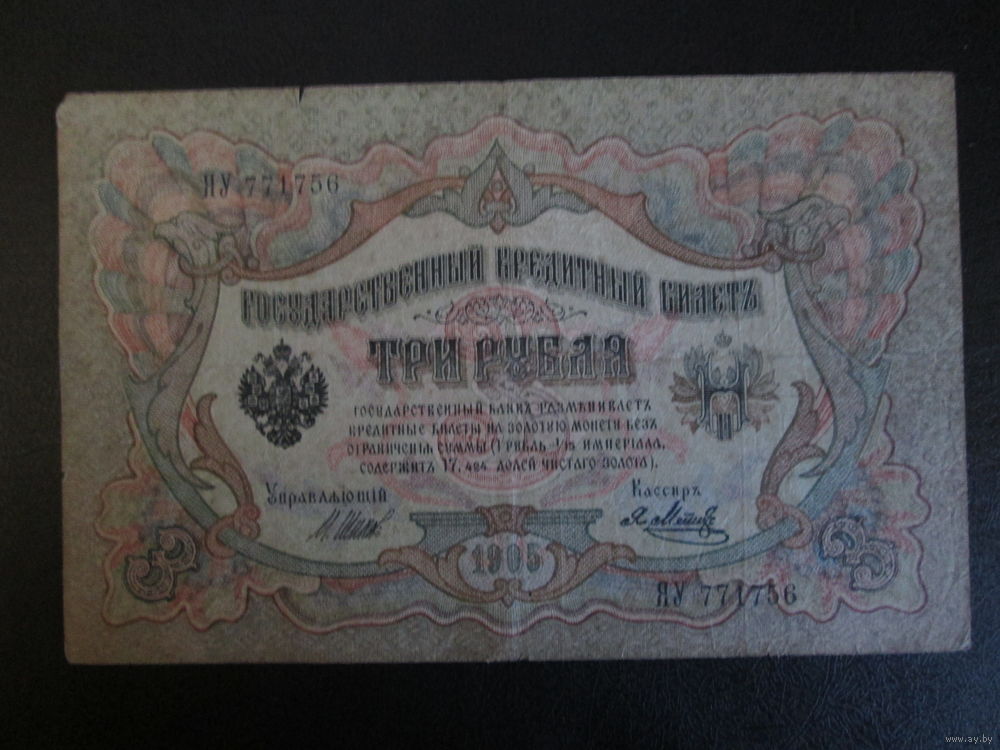 ЯУ 771756
ГОСУДАРСТВЕННЫЙ КРЕДИТНЫЙ БИЛЕТЪ
ТРИ РУБЛЯ
ГОСУДАРСТВЕННЫЙ БАНКЪ РАЗМѢНИВАЕТЪ
КРЕДИТНЫЕ БИЛЕТЫ НА ЗОЛОТУЮ МОНЕТУ БЕЗЪ
ОГРАНИЧЕНІЯ СУММЫ (1 РУБЛЬ = 1/15 ИМПЕРІАЛА,
СОДЕРЖИТЪ 17,424 ДОЛЕЙ ЧИСТАГО ЗОЛОТА).
Управляющій Кассиръ
И. Шипов
1905
3 3
ЯУ 771756
www.ay.by